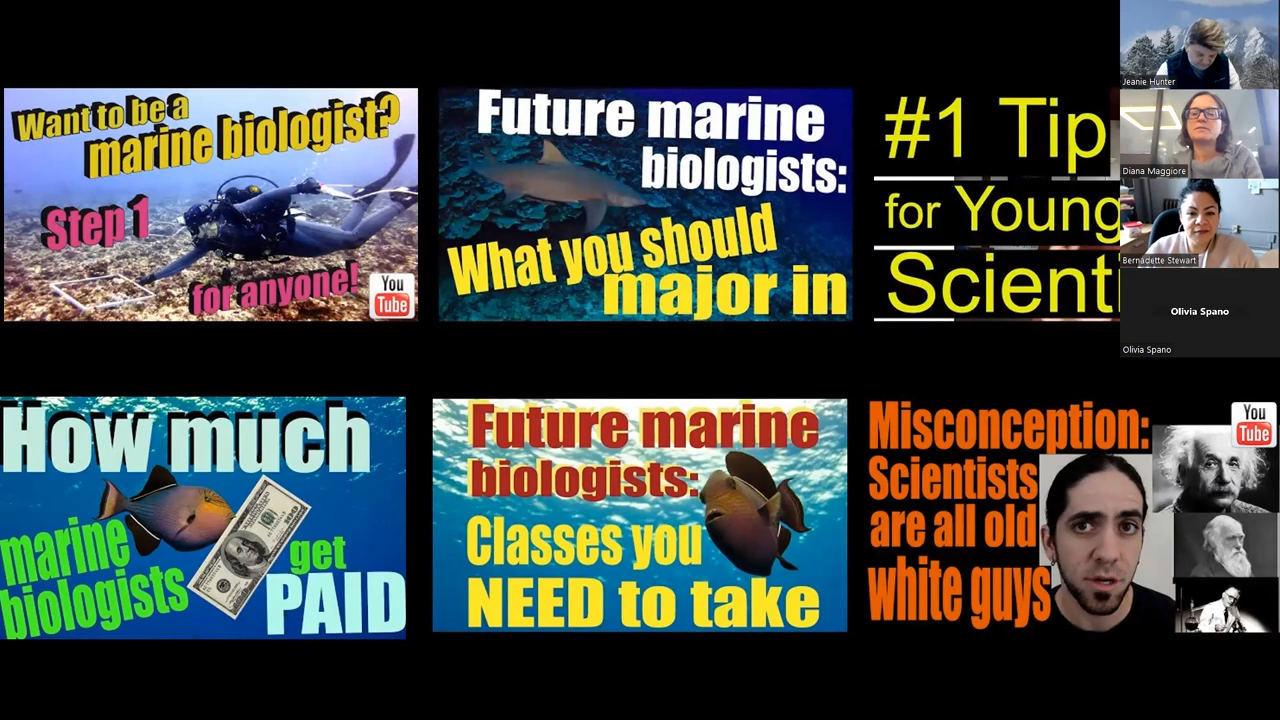 Want to be a
marine biologist?
Step 1
for anyone!
You
Tube
Future marine
biologists:
What you should
major in
#1 Tip
for Young
Scienti
Jeanie Hunter
Diana Maggiore
Bernadette Stewart
Olivia Spano
Olivia Spano
How much
marine
biologists
get
PAID
Future marine
biologists:
Classes you
NEED to take
Misconception:
Scientists
are all old
white guys
You
Tube